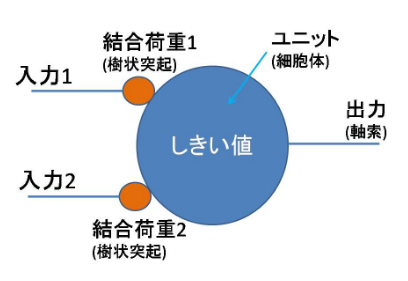 結合荷重1
(樹状突起)
ユニット
(細胞体)
入力1
出力
(軸索)
しきい値
入力2
結合荷重2
(樹状突起)